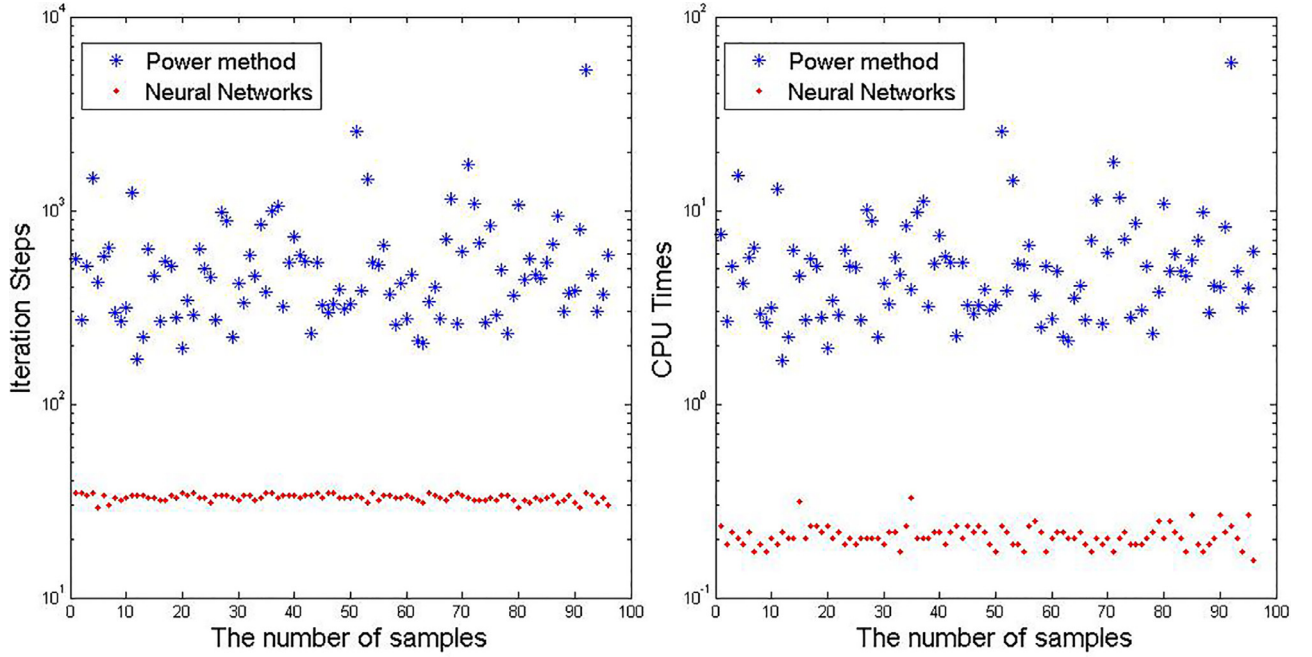 10^4
10^3
10^2
10^1
Iteration Steps
Power method
Neural Networks
0 10 20 30 40 50 60 70 80 90 100
The number of samples
10^2
10^1
10^0
10^-1
CPU Times
Power method
Neural Networks
0 10 20 30 40 50 60 70 80 90 100
The number of samples